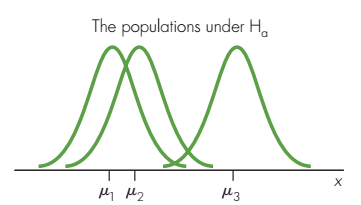 The populations under Hₐ
x
μ₁ μ₂ μ₃